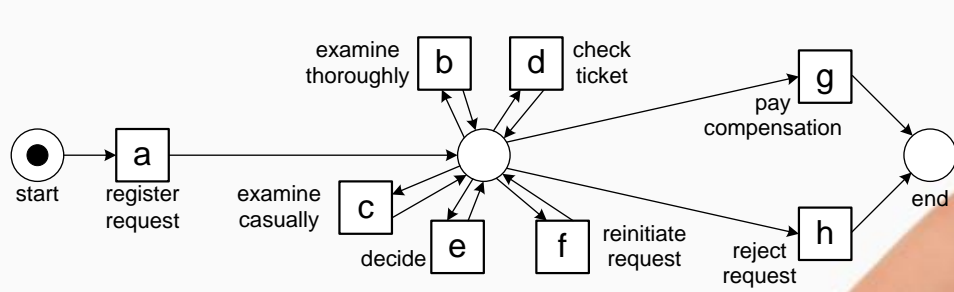 examine
thoroughly
b
d
check
ticket
g
pay
compensation
a
start
register
request
examine
casually
c
decide
e
f
reinitiate
request
reject
request
h
end